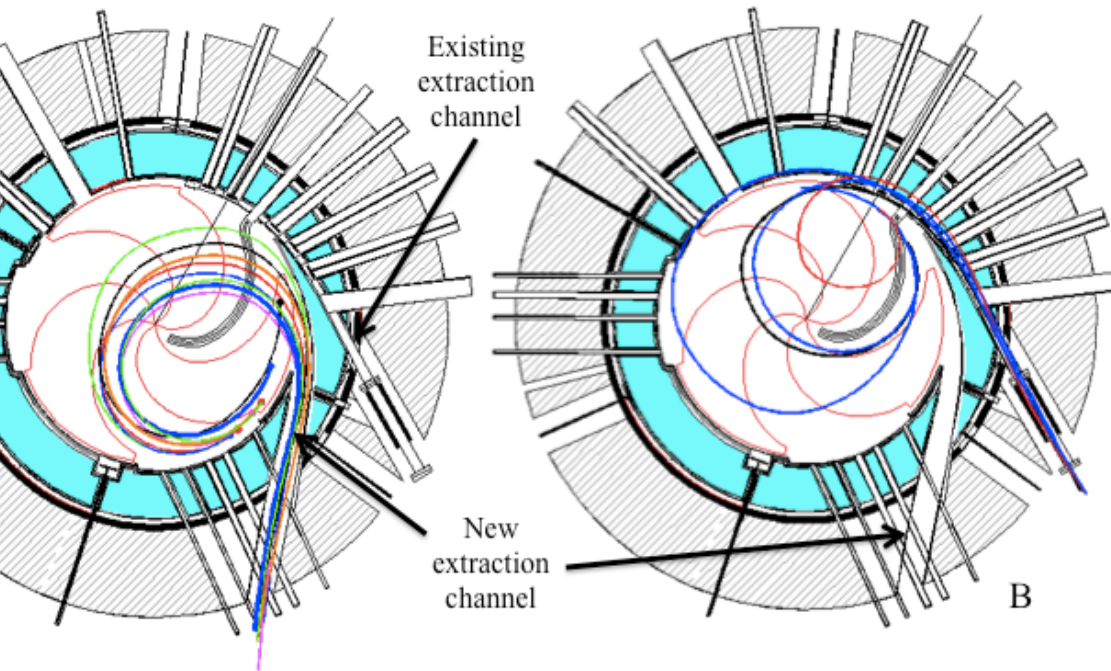 Existing
extraction
channel
New
extraction
channel
B